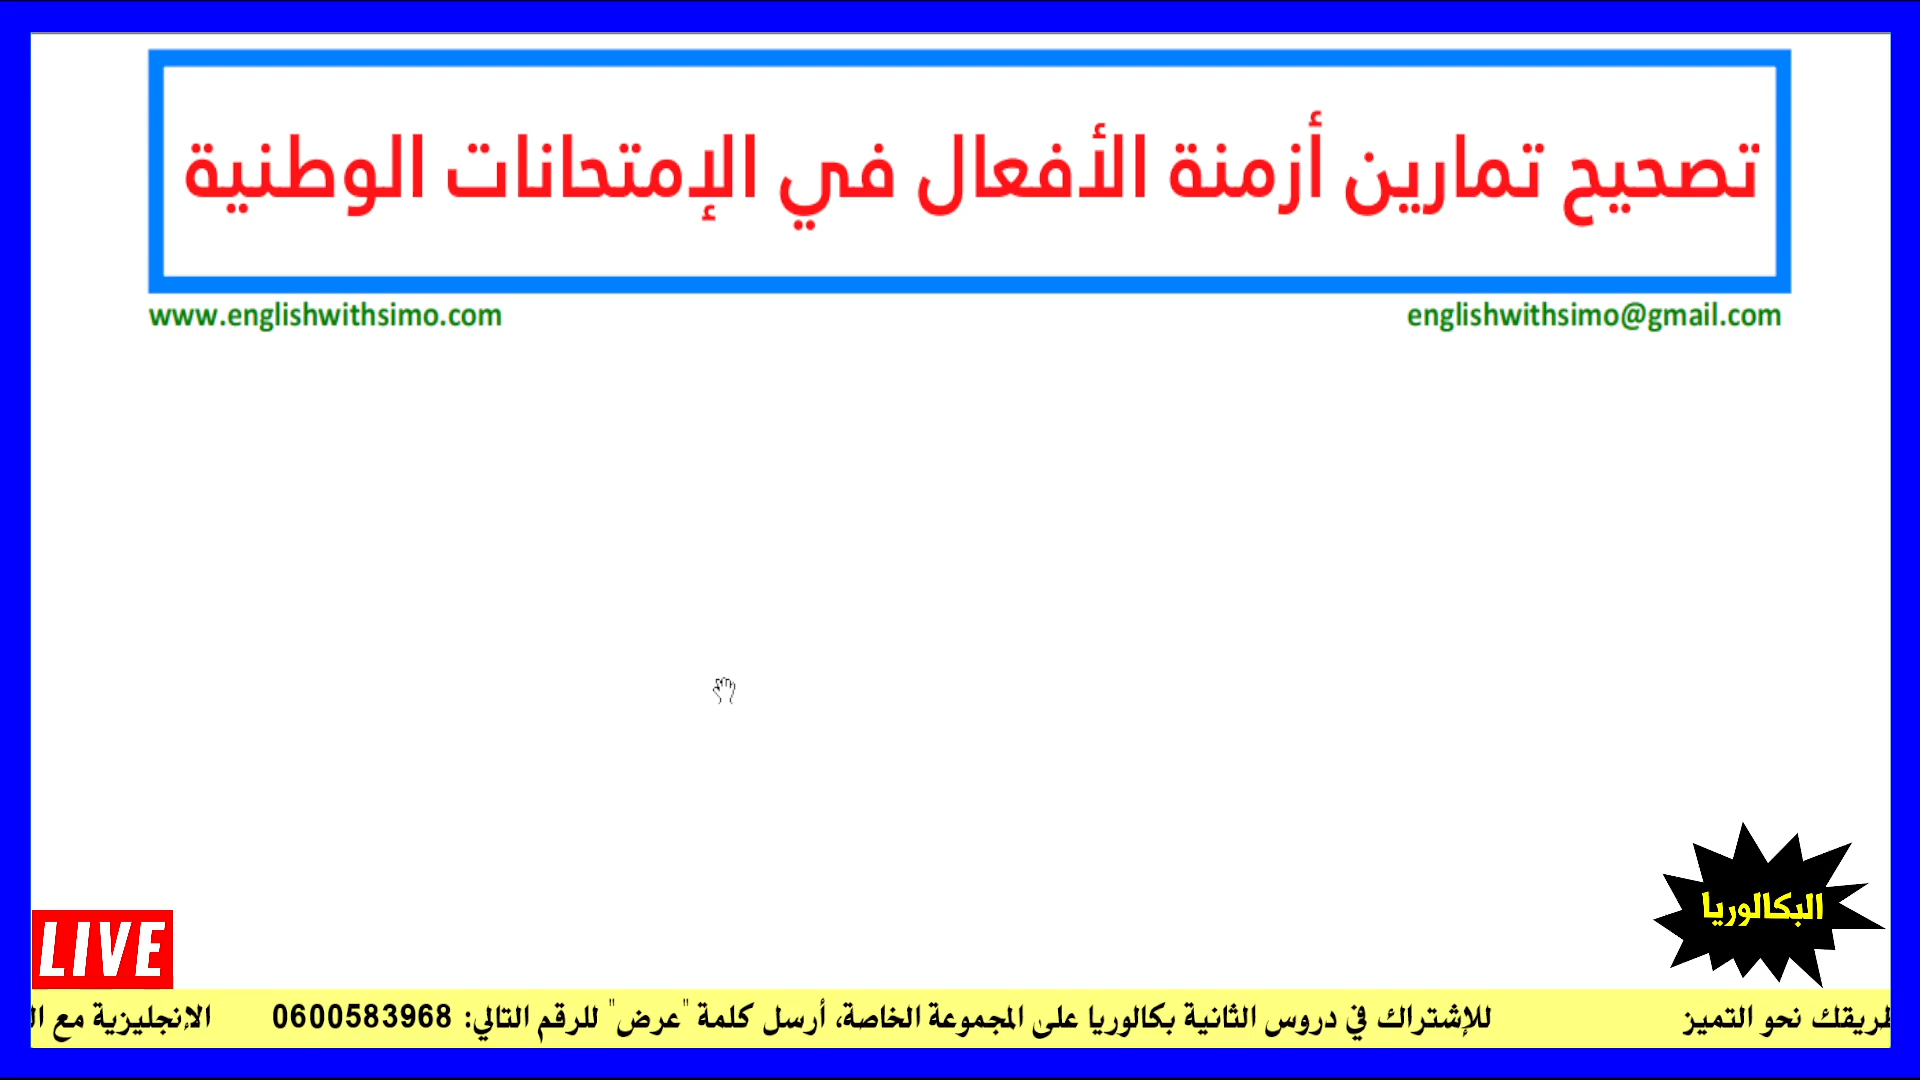 تصحيح تمارين أزمنة الأفعال في الإمتحانات الوطنية
www.englishwithsimo.com
englishwithsimo@gmail.com
البكالوريا
LIVE
طريقك نحو التميز للإشتراك في دروس الثانية بكالوريا على المجموعة الخاصة، أرسل كلمة "عرض" للرقم التالي: 0600583968 الإنجليزية مع